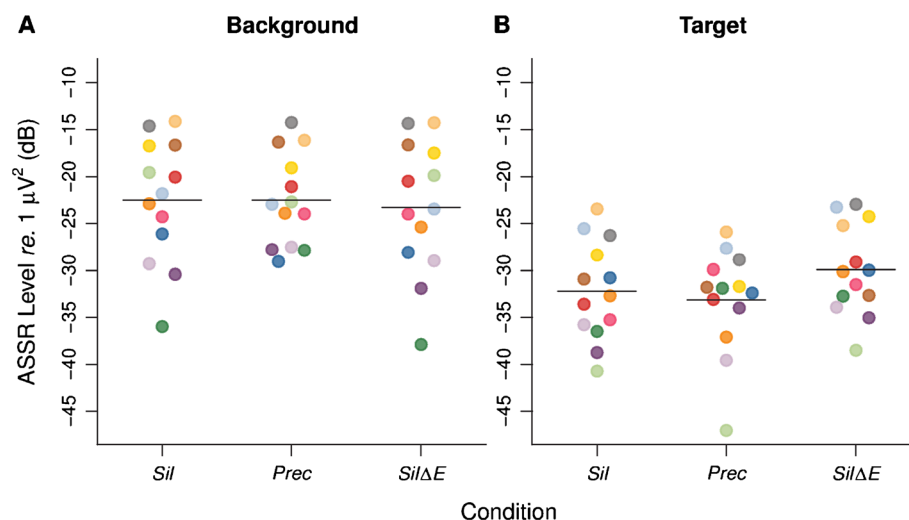 A
Background
B
Target
ASSR Level re. 1 µV² (dB)
−10
−15
−20
−25
−30
−35
−40
−45
−10
−15
−20
−25
−30
−35
−40
−45
Sil
Prec
SilΔE
Sil
Prec
SilΔE
Condition